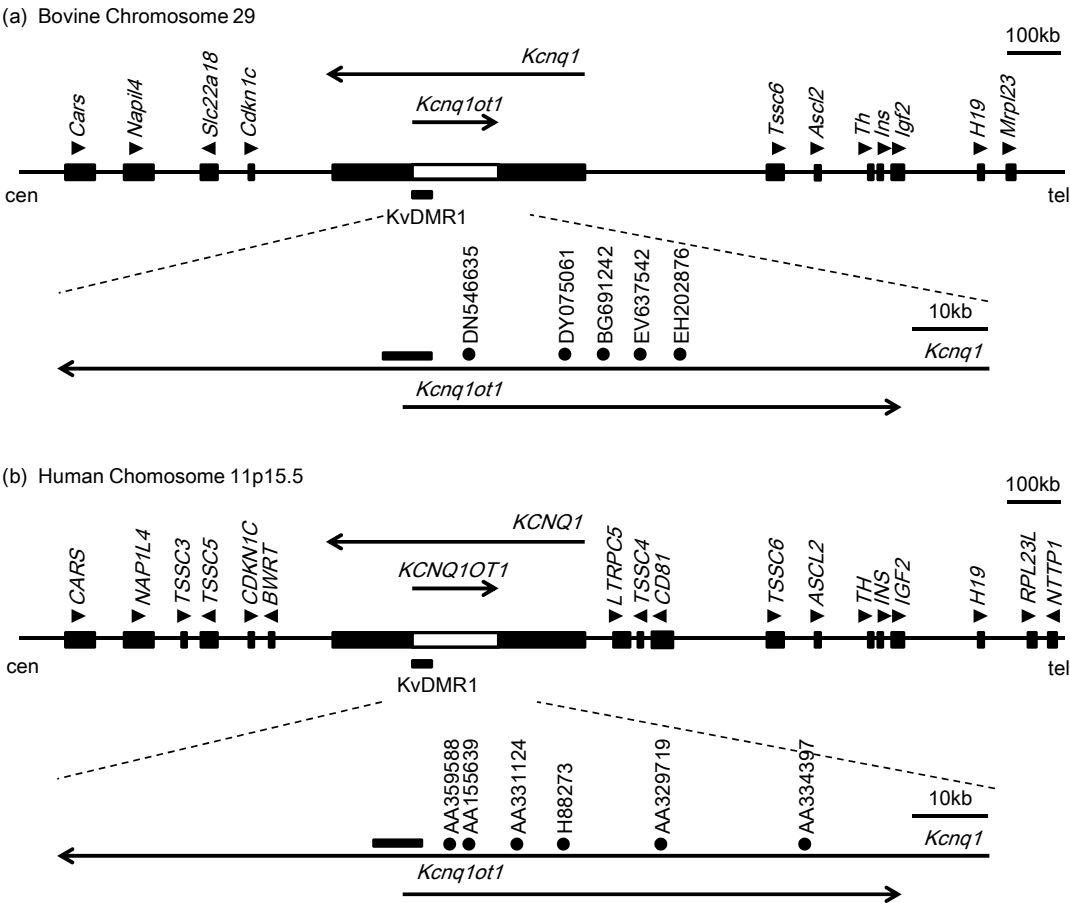 (a) Bovine Chromosome 29
100kb
Kcnq1
Kcnq1ot1
Cars
Napil4
Slc22a18
Cdkn1c
Tssc6
Ascl2
Th
Ins
Igf2
H19
Mrpl23
cen
tel
KvDMR1
DN546635
DY075061
BG691242
EV637542
EH202876
10kb
Kcnq1
Kcnq1ot1
(b) Human Chomosome 11p15.5
100kb
KCNQ1
KCNQ1OT1
CARS
NAP1L4
TSSC3
TSSC5
CDKN1C
BWRT
LTRPC5
TSSC4
CD81
TSSC6
ASCL2
TH
INS
IGF2
H19
RPL23L
NTTP1
cen
tel
KvDMR1
AA359588
AA155639
AA331124
H88273
AA329719
AA334397
10kb
Kcnq1
Kcnq1ot1